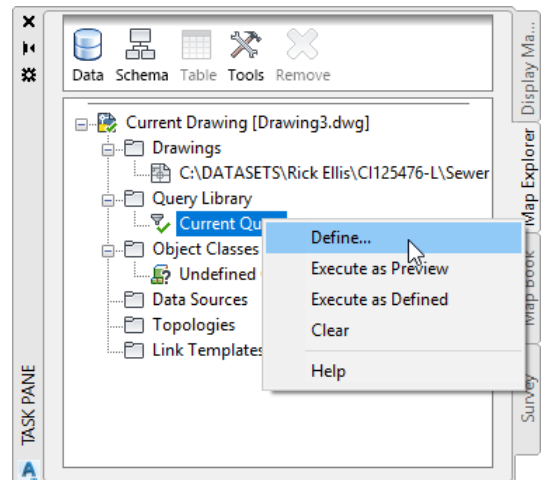 Data Schema Table Tools Remove
Current Drawing [Drawing3.dwg]
Drawings
C:\DATASETS\Rick Ellis\CI125476-L\Sewer
Query Library
Current Qu
Define...
Object Classes
Execute as Preview
Undefined
Execute as Defined
Data Sources
Clear
Topologies
Link Templates
Help
TASK PANE
Display Ma...
Map Explorer
Map Book
Survey